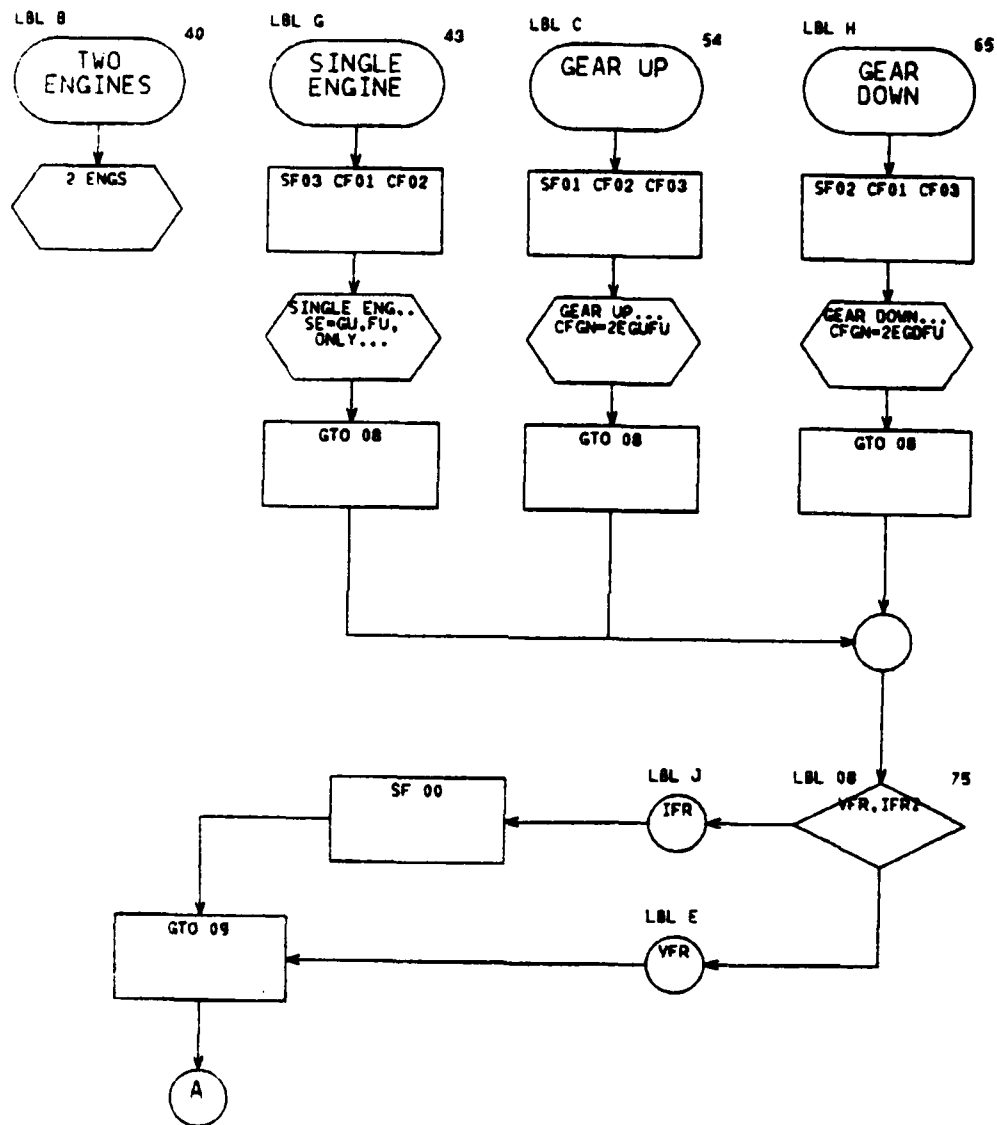 LBL B
40
TWO
ENGINES
2 ENGS
LBL G
43
SINGLE
ENGINE
SF03 CF01 CF02
SINGLE ENG..
SE=GU,FU,
ONLY...
GTO 08
LBL C
54
GEAR UP
SF01 CF02 CF03
GEAR UP...
CFGN=2EGUFU
GTO 08
LBL H
65
GEAR
DOWN
SF02 CF01 CF03
GEAR DOWN...
CFGN=2EGDFU
GTO 08
LBL 08
75
VFR,IFR?
LBL J
IFR
SF 00
LBL E
VFR
GTO 09
A